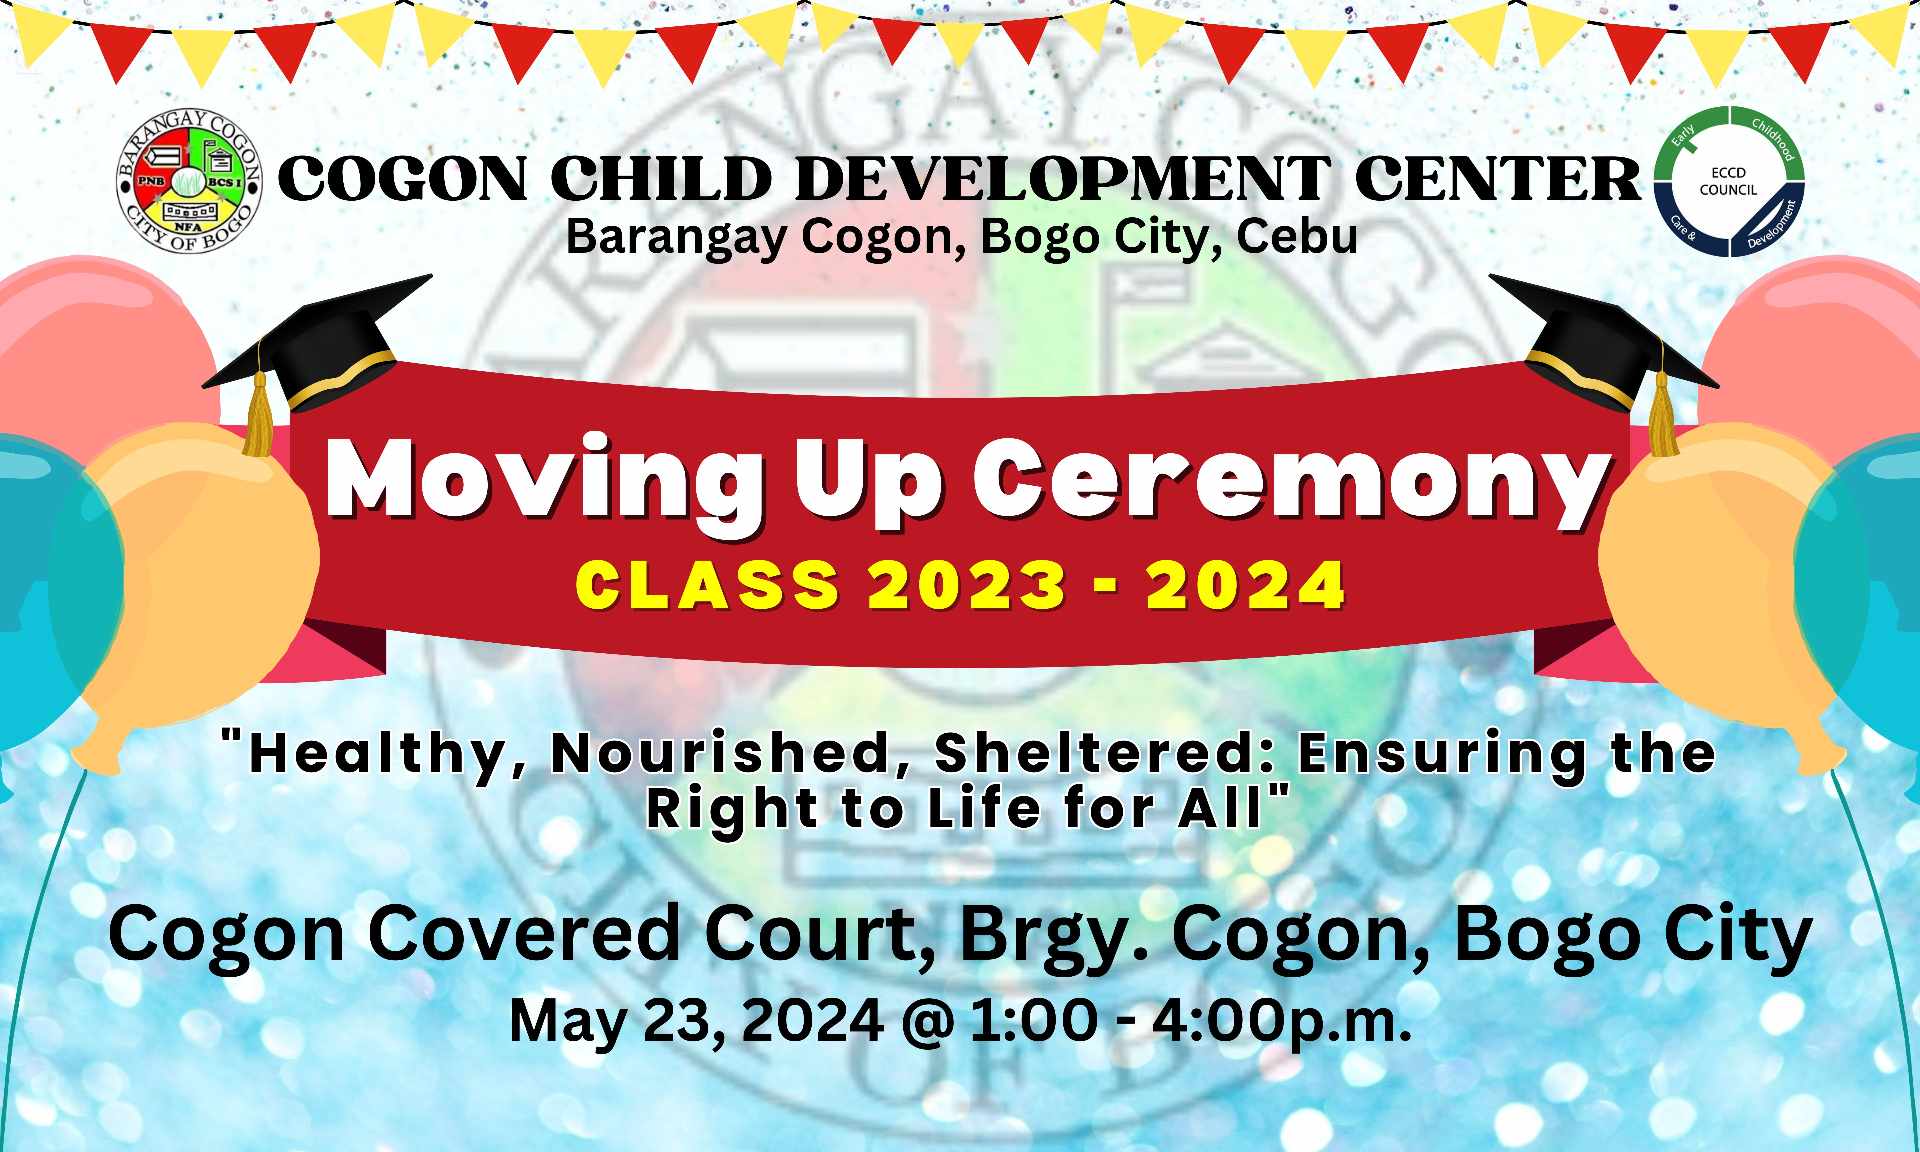 BARANGAY COGON
PNB
BCS I
NFA
CITY OF BOGO
COGON CHILD DEVELOPMENT CENTER
Barangay Cogon, Bogo City, Cebu
Early
Childhood
ECCD
COUNCIL
Care &
Development
Moving Up Ceremony
CLASS 2023 - 2024
"Healthy, Nourished, Sheltered: Ensuring the
Right to Life for All"
Cogon Covered Court, Brgy. Cogon, Bogo City
May 23, 2024 @ 1:00 - 4:00p.m.